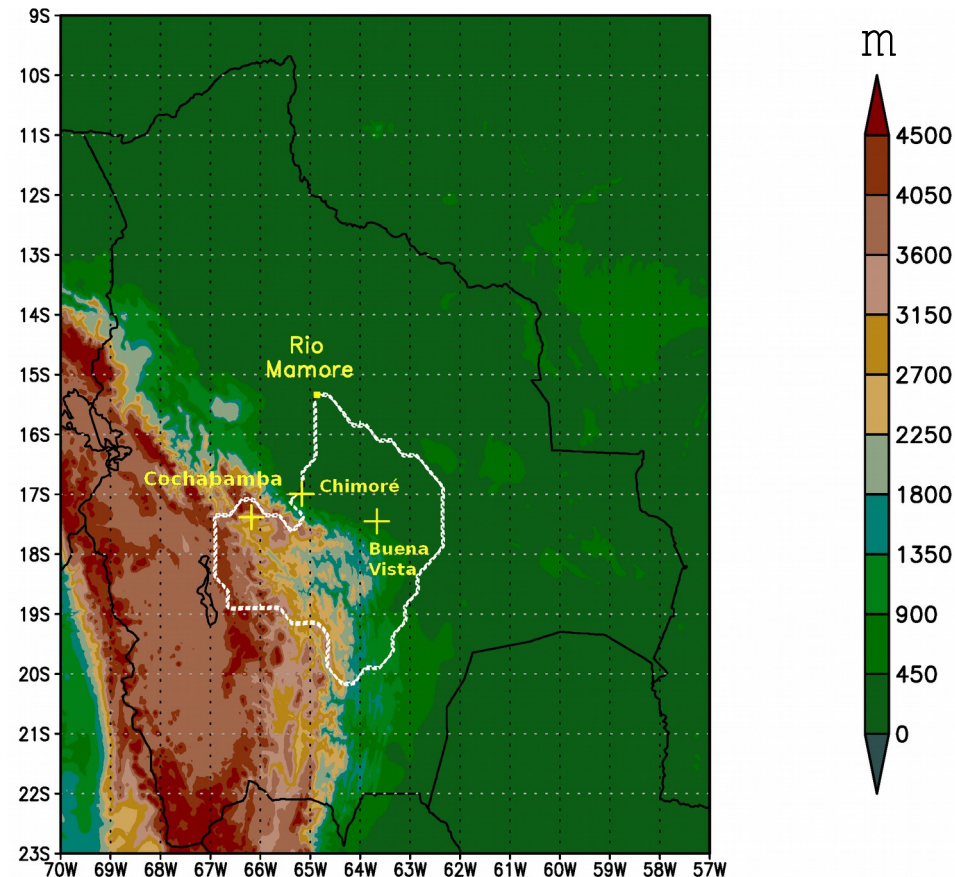 9S
10S
11S
12S
13S
14S
15S
16S
17S
18S
19S
20S
21S
22S
23S
70W 69W 68W 67W 66W 65W 64W 63W 62W 61W 60W 59W 58W 57W
Rio
Mamore
Cochabamba
Chimoré
Buena
Vista
m
4500
4050
3600
3150
2700
2250
1800
1350
900
450
0